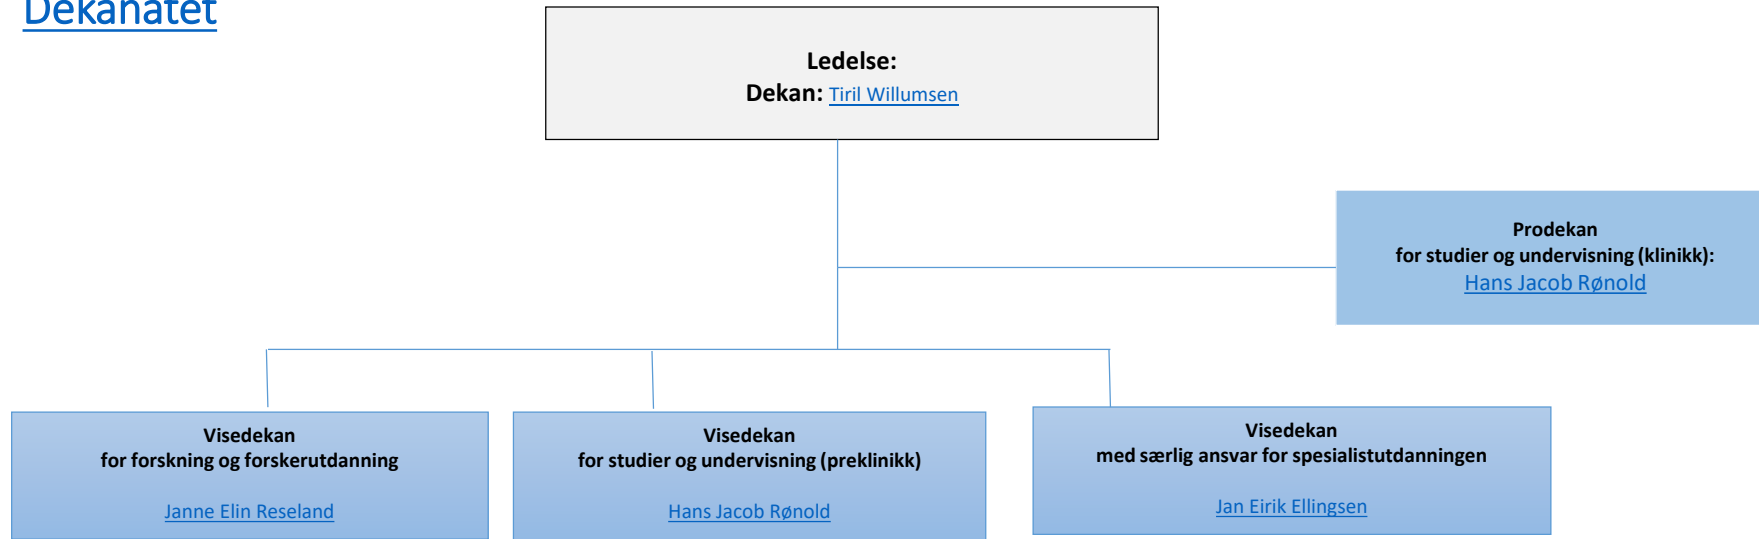 Dekanatet
Ledelse:
Dekan: Tiril Willumsen
Prodekan
for studier og undervisning (klinikk):
Hans Jacob Rønold
Visedekan
for forskning og forskerutdanning
Janne Elin Reseland
Visedekan
for studier og undervisning (preklinikk)
Hans Jacob Rønold
Visedekan
med særlig ansvar for spesialistutdanningen
Jan Eirik Ellingsen